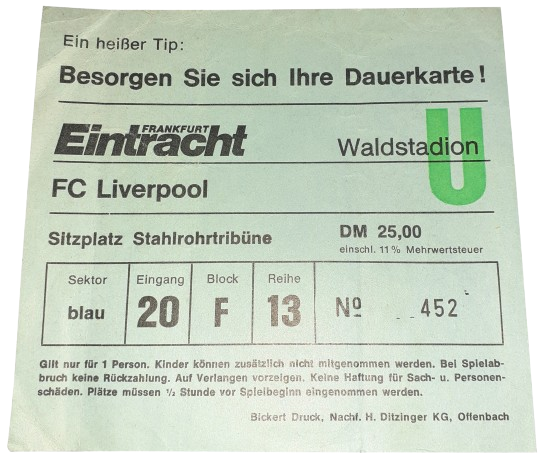 Ein heißer Tip:
Besorgen Sie sich Ihre Dauerkarte!
FRANKFURT
Eintracht Waldstadion U
FC Liverpool
Sitzplatz Stahlrohrtribüne DM 25,00
einschl. 11% Mehrwertsteuer
Sektor Eingang Block Reihe
blau 20 F 13 Nº 452
Gilt nur für 1 Person. Kinder können zusätzlich nicht mitgenommen werden. Bei Spielab-
bruch keine Rückzahlung. Auf Verlangen vorzeigen. Keine Haftung für Sach- u. Personen-
schäden. Plätze müssen ½ Stunde vor Spielbeginn eingenommen werden.
Bickert Druck, Nachf. H. Ditzinger KG, Offenbach